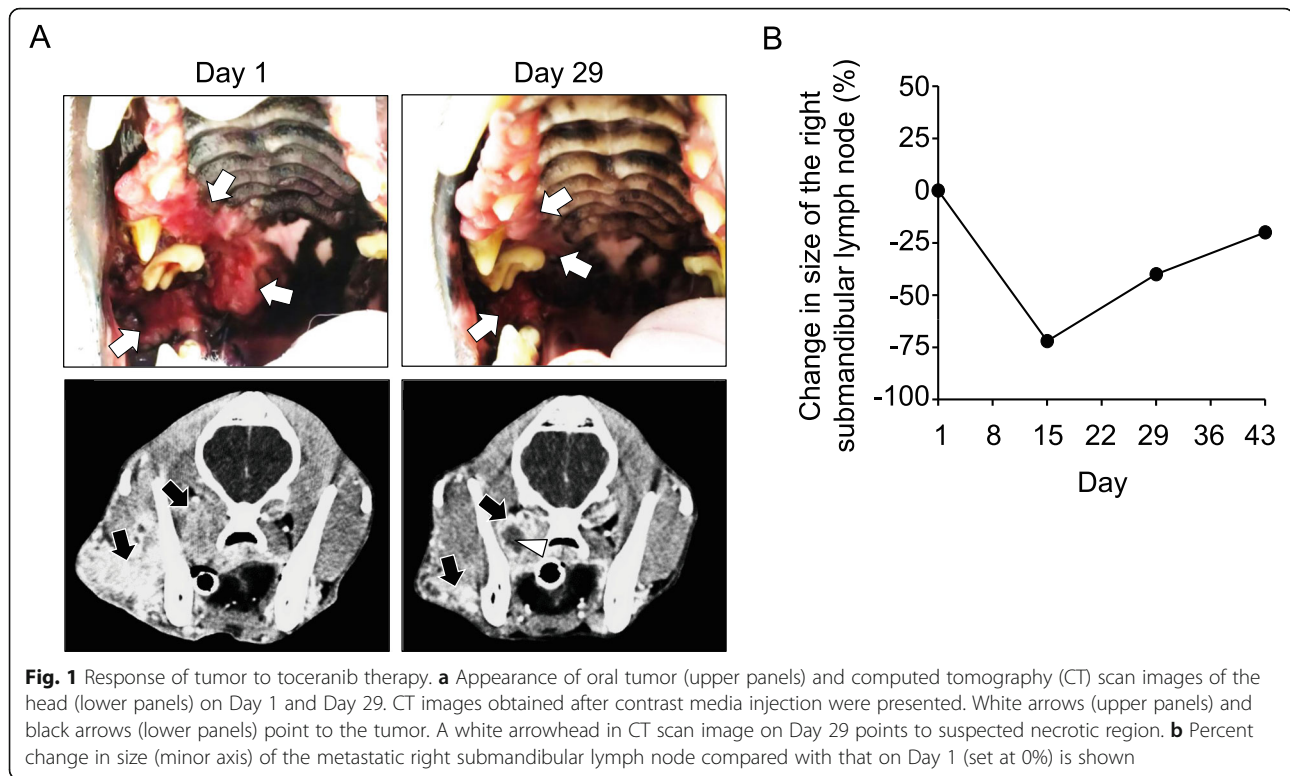 A
Day 1
Day 29
B
Change in size of the right
submandibular lymph node (%)
50
25
0
-25
-50
-75
-100
1 8 15 22 29 36 43
Day
Fig. 1 Response of tumor to toceranib therapy. a Appearance of oral tumor (upper panels) and computed tomography (CT) scan images of the
head (lower panels) on Day 1 and Day 29. CT images obtained after contrast media injection were presented. White arrows (upper panels) and
black arrows (lower panels) point to the tumor. A white arrowhead in CT scan image on Day 29 points to suspected necrotic region. b Percent
change in size (minor axis) of the metastatic right submandibular lymph node compared with that on Day 1 (set at 0%) is shown